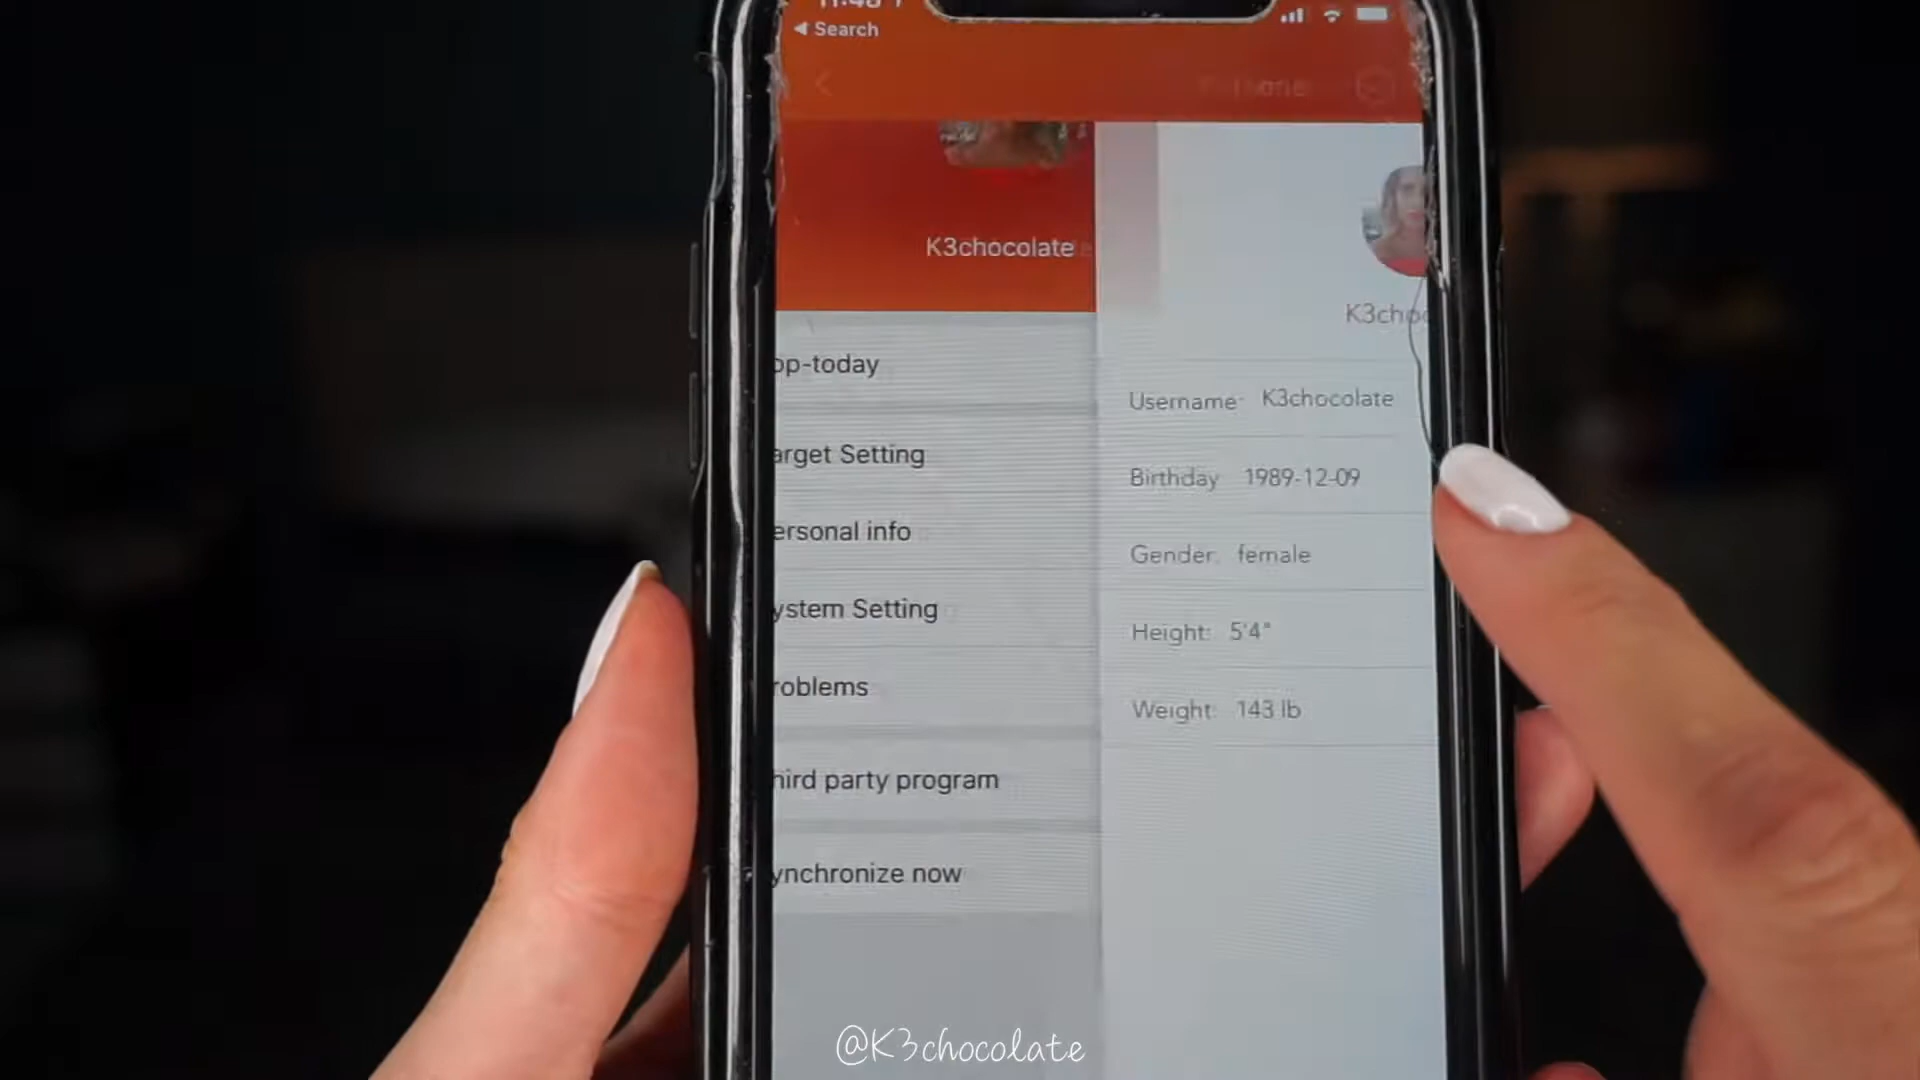 ◀ Search
K3chocolate
op-today
arget Setting
ersonal info
ystem Setting
roblems
hird party program
ynchronize now
K3choc
Username: K3chocolate
Birthday 1989-12-09
Gender: female
Height: 5'4"
Weight: 143 lb
@K3chocolate